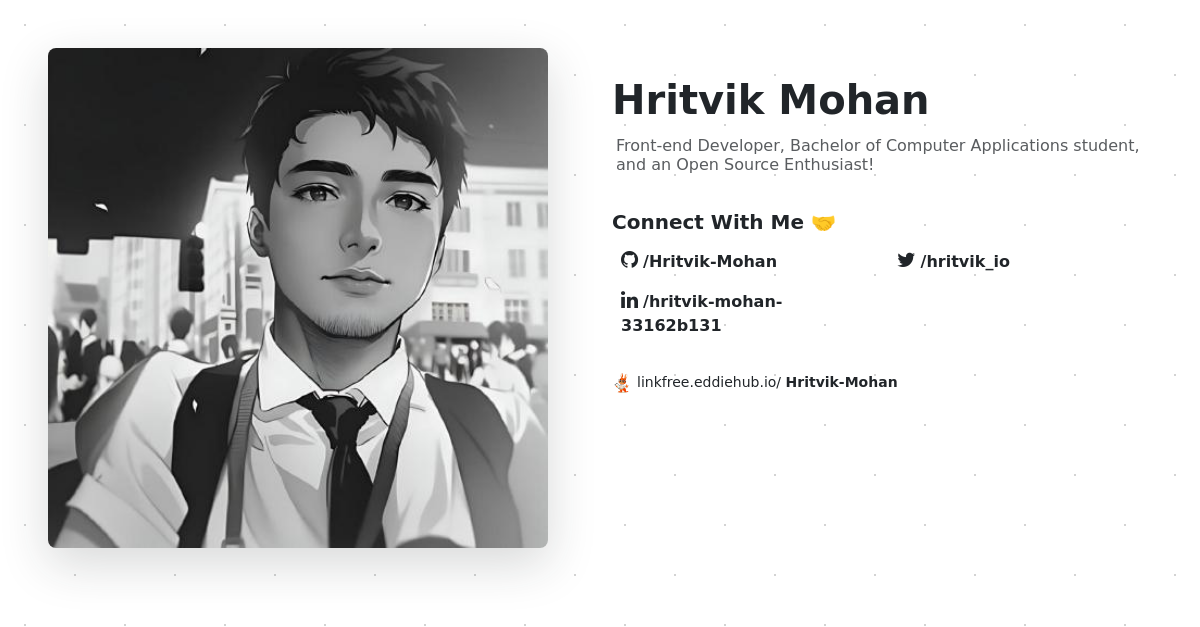 Hritvik Mohan
Front-end Developer, Bachelor of Computer Applications student,
and an Open Source Enthusiast!
Connect With Me 🤝
/Hritvik-Mohan
/hritvik_io
/hritvik-mohan-
33162b131
linkfree.eddiehub.io/ Hritvik-Mohan